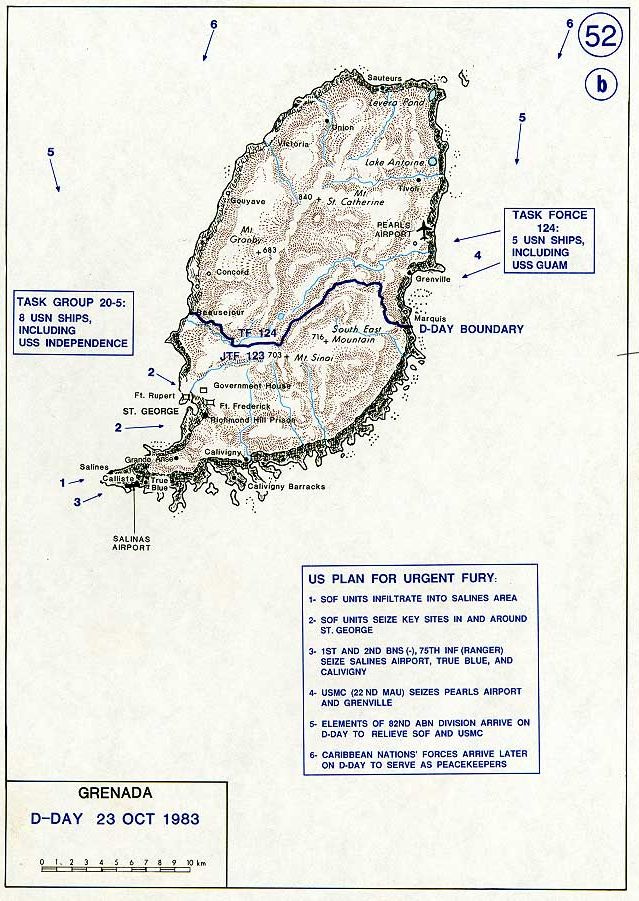 6
6
52
b
Sauteurs
Levera Pond
Union
Victoria
5
5
Lake Antoine
Tivoli
840
Mt. St. Catherine
Gouyave
PEARLS
AIRPORT
Mt.
Granby
683
TASK FORCE
124:
5 USN SHIPS,
INCLUDING
USS GUAM
4
Concord
Grenville
TASK GROUP 20-5:
8 USN SHIPS,
INCLUDING
USS INDEPENDENCE
Beausejour
Marquis
D-DAY BOUNDARY
TF 124
JTF 123
716
South East
Mountain
703
Mt. Sinai
2
Government House
Ft. Rupert
Ft. Frederick
ST. GEORGE
Richmond Hill Prison
2
Calivigny
Grande Anse
Salines
Calliste
True
Blue
1
3
Calivigny Barracks
SALINAS
AIRPORT
US PLAN FOR URGENT FURY:
1- SOF UNITS INFILTRATE INTO SALINES AREA
2- SOF UNITS SEIZE KEY SITES IN AND AROUND
ST. GEORGE
3- 1ST AND 2ND BNS (-), 75TH INF (RANGER)
SEIZE SALINES AIRPORT, TRUE BLUE, AND
CALIVIGNY
4- USMC (22 ND MAU) SEIZES PEARLS AIRPORT
AND GRENVILLE
5- ELEMENTS OF 82ND ABN DIVISION ARRIVE ON
D-DAY TO RELIEVE SOF AND USMC
6- CARIBBEAN NATIONS' FORCES ARRIVE LATER
ON D-DAY TO SERVE AS PEACEKEEPERS
GRENADA
D-DAY 23 OCT 1983
0 1 2 3 4 5 6 7 8 9 10 km